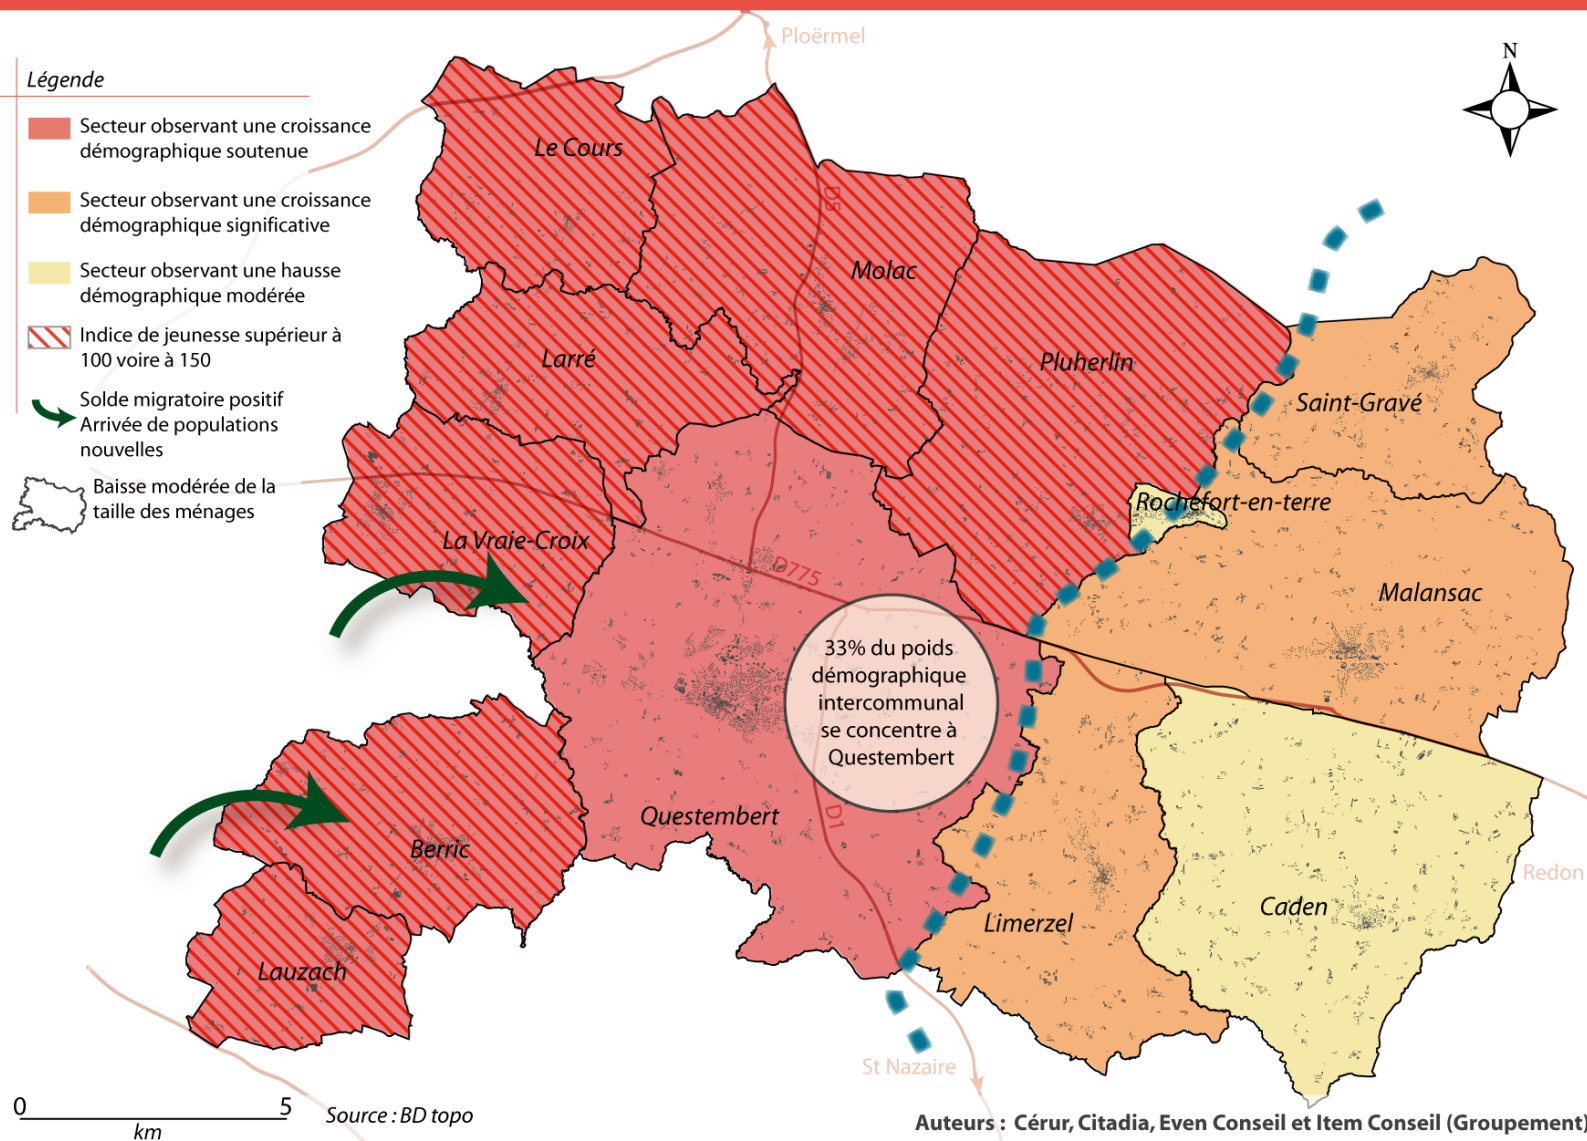 Ploërmel
N
Légende
Secteur observant une croissance
démographique soutenue
Secteur observant une croissance
démographique significative
Secteur observant une hausse
démographique modérée
Indice de jeunesse supérieur à
100 voire à 150
Solde migratoire positif
Arrivée de populations
nouvelles
Baisse modérée de la
taille des ménages
Le Cours
D5
Molac
Larré
Pluherlin
Saint-Gravé
Rochefort-en-terre
La Vraie-Croix
D775
Malansac
33% du poids
démographique
intercommunal
se concentre à
Questembert
Questembert
D1
Berric
Redon
Caden
Limerzel
Lauzach
St Nazaire
0 5
km
Source : BD topo
Auteurs : Cérur, Citadia, Even Conseil et Item Conseil (Groupement)